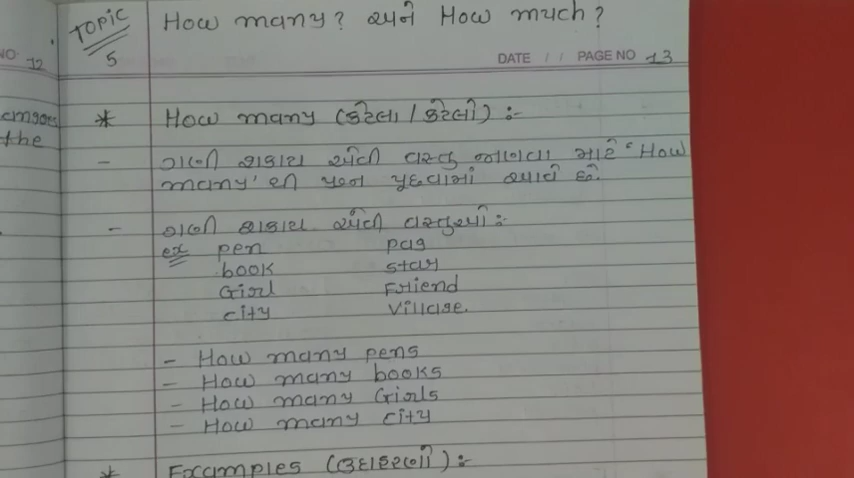 NO. 12
TOPIC
5
How many? અને How much?
DATE / / PAGE NO 13
the
* How many (કેટલા / કેટલી) :-
- ગણી શકાય એવી વસ્તુ જાણવા માટે 'How
many' થી પ્રશ્ન પૂછવામાં આવે છે.
- ગણી શકાય એવી વસ્તુઓ :-
ex pen pag
book star
Girl Friend
city Village.
- How many pens
- How many books
- How many Girls
- How many city
* Examples (ઉદાહરણો) :-